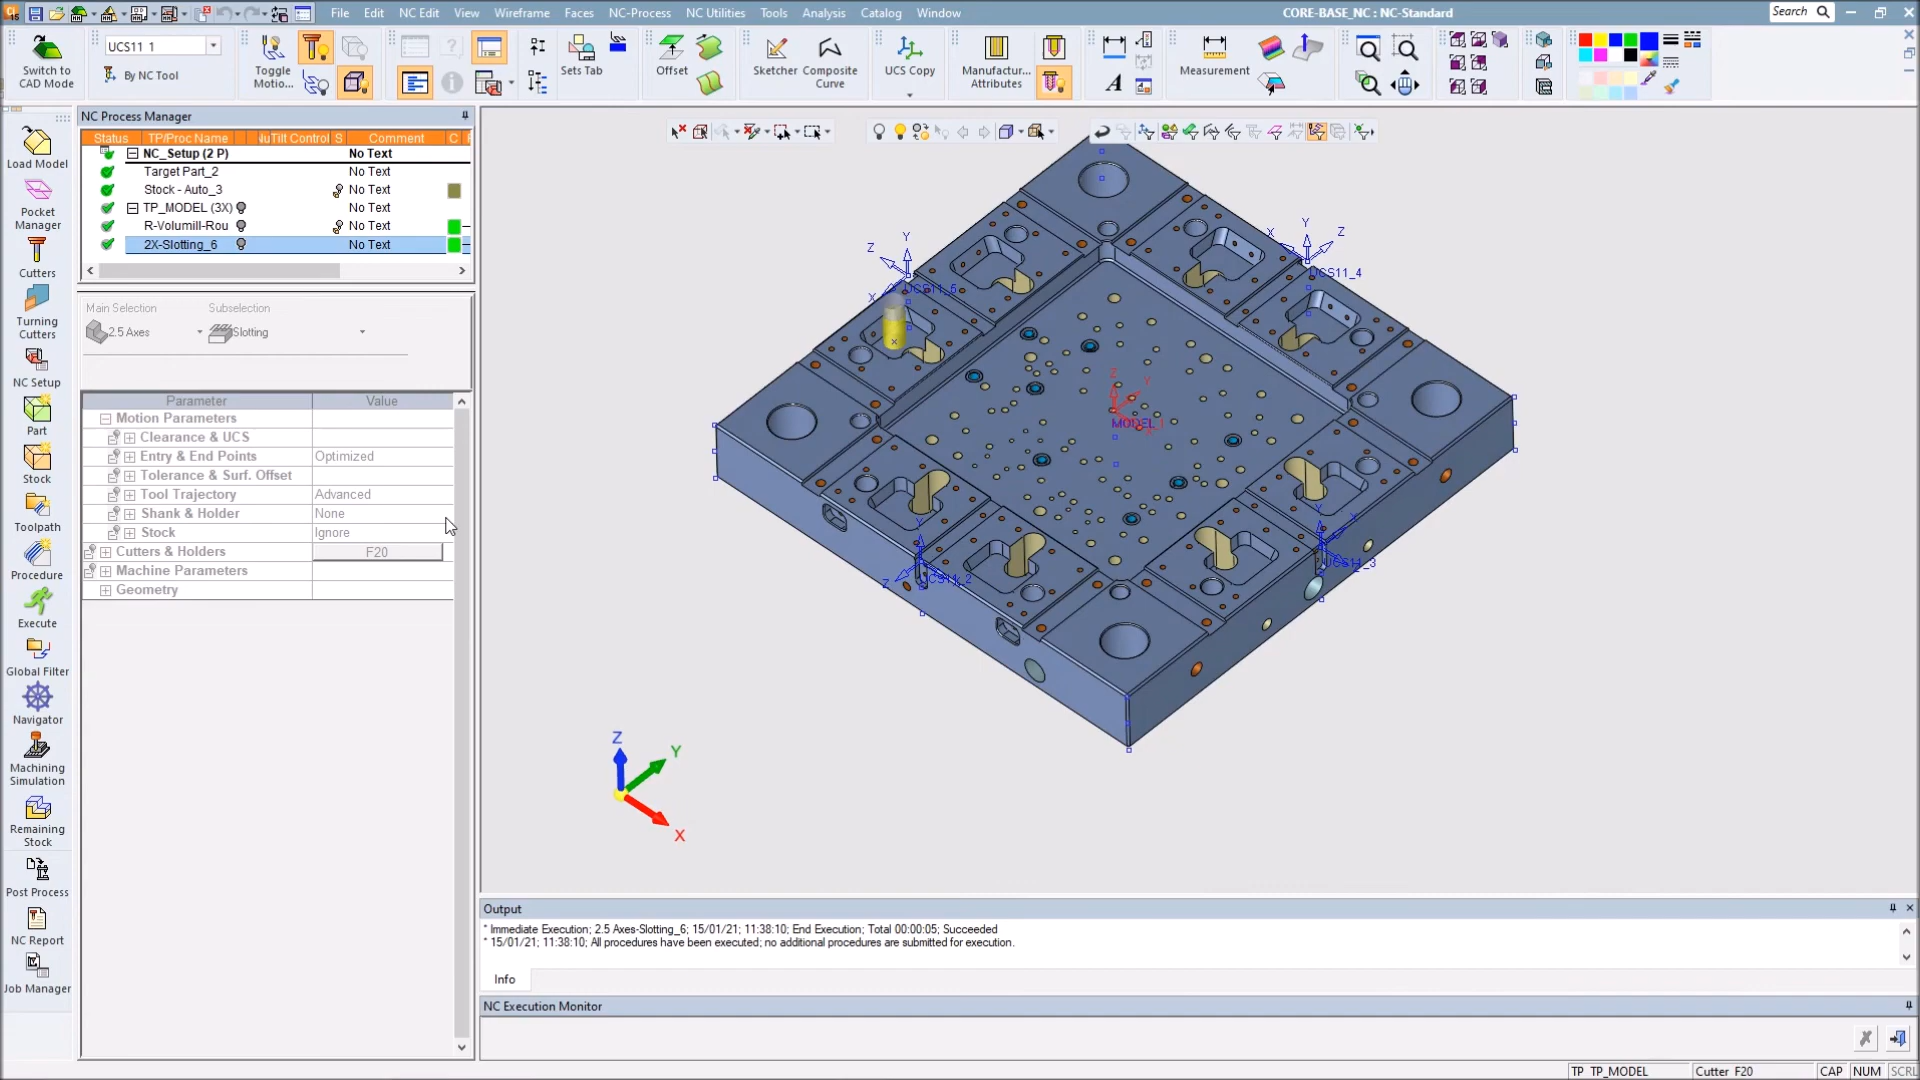 File Edit NC Edit View Wireframe Faces NC-Process NC Utilities Tools Analysis Catalog Window
CORE-BASE_NC : NC-Standard
Search
Switch to CAD Mode
UCS11 1
By NC Tool
Toggle Motio...
Sets Tab
Offset
Sketcher
Composite Curve
UCS Copy
Manufactur... Attributes
A
Measurement
NC Process Manager
Status TP/Proc Name NuTilt Control S Comment C
NC_Setup (2 P) No Text
Target Part_2 No Text
Stock - Auto_3 No Text
TP_MODEL (3X) No Text
R-Volumill-Rou No Text
2X-Slotting_6 No Text
Main Selection Subselection
2.5 Axes Slotting
Parameter Value
Motion Parameters
Clearance & UCS
Entry & End Points Optimized
Tolerance & Surf. Offset
Tool Trajectory Advanced
Shank & Holder None
Stock Ignore
Cutters & Holders F20
Machine Parameters
Geometry
Load Model
Pocket Manager
Cutters
Turning Cutters
NC Setup
Part
Stock
Toolpath
Procedure
Execute
Global Filter
Navigator
Machining Simulation
Remaining Stock
Post Process
NC Report
Job Manager
Y
Z
X
UCS11_5
Y
X
Z
UCS11_4
Z
Y
MODEL
Y
Z
UCS11_2
X
UCS11_3
Z
Y
X
Output
* Immediate Execution; 2.5 Axes-Slotting_6; 15/01/21; 11:38:10; End Execution; Total 00:00:05; Succeeded
* 15/01/21; 11:38:10; All procedures have been executed; no additional procedures are submitted for execution.
Info
NC Execution Monitor
TP TP_MODEL Cutter F20 CAP NUM SCRL